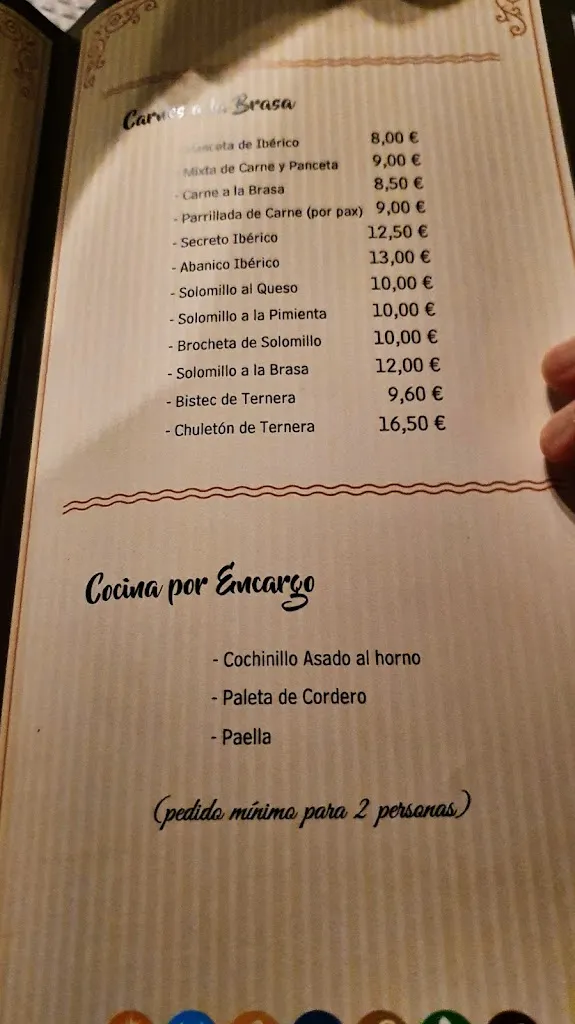 Carnes a la Brasa
- Panceta de Ibérico 8,00 €
- Mixta de Carne y Panceta 9,00 €
- Carne a la Brasa 8,50 €
- Parrillada de Carne (por pax) 9,00 €
- Secreto Ibérico 12,50 €
- Abanico Ibérico 13,00 €
- Solomillo al Queso 10,00 €
- Solomillo a la Pimienta 10,00 €
- Brocheta de Solomillo 10,00 €
- Solomillo a la Brasa 12,00 €
- Bistec de Ternera 9,60 €
- Chuletón de Ternera 16,50 €
Cocina por Encargo
- Cochinillo Asado al horno
- Paleta de Cordero
- Paella
(pedido mínimo para 2 personas)